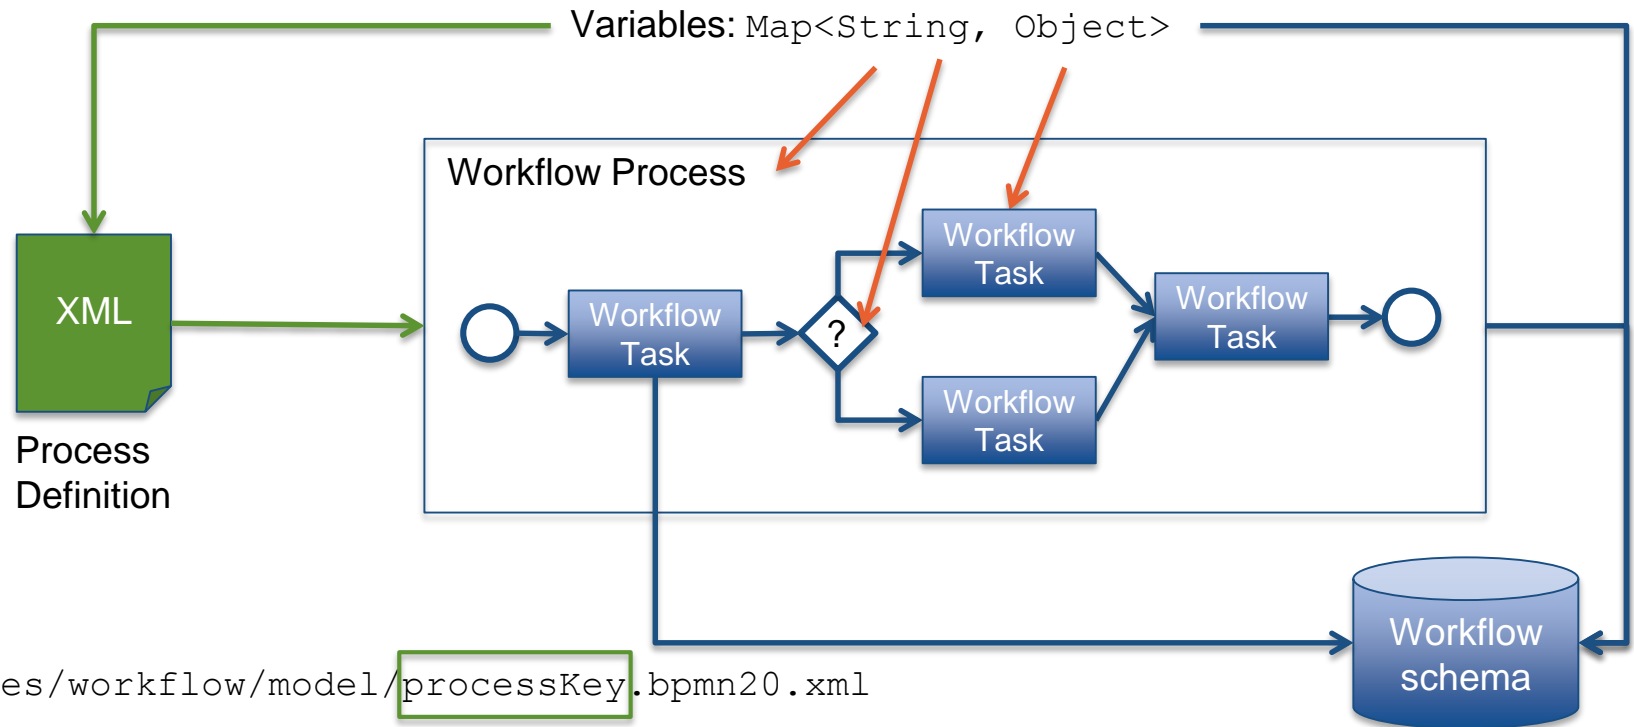 Variables: Map<String, Object>
Workflow Process
XML
Workflow
Task
Workflow
Task
?
Workflow
Task
Workflow
Task
Process
Definition
Workflow
schema
es/workflow/model/processKey.bpmn20.xml